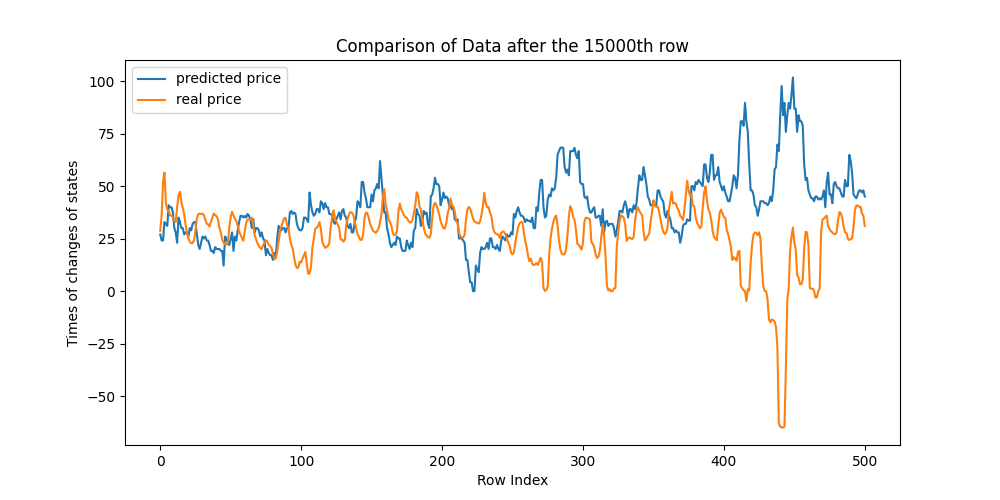 Comparison of Data after the 15000th row
predicted price
real price
100
75
50
25
0
−25
−50
Times of changes of states
0 100 200 300 400 500
Row Index